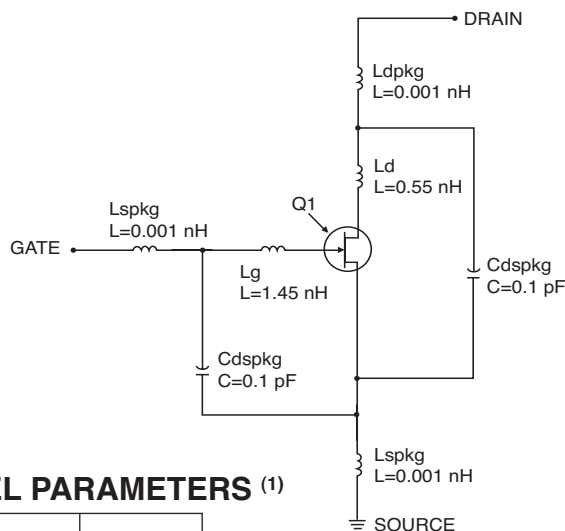 DRAIN
Ldpkg
L=0.001 nH
Ld
L=0.55 nH
Q1
Lspkg
L=0.001 nH
GATE
Lg
L=1.45 nH
Cdspkg
C=0.1 pF
Cdspkg
C=0.1 pF
Lspkg
L=0.001 nH
EL PARAMETERS (1)
SOURCE